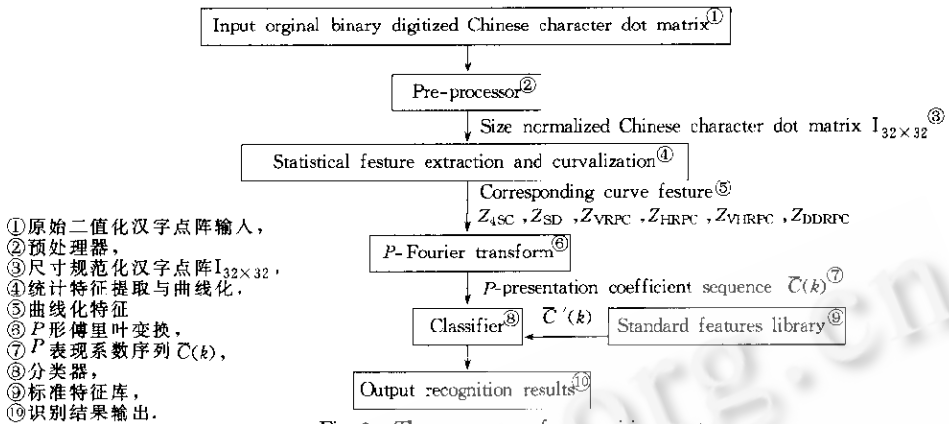 Input orginal binary digitized Chinese character dot matrix①
Pre-processor②
Size normalized Chinese character dot matrix I₃₂ₓ₃₂③
Statistical festure extraction and curvalization④
Corresponding curve festure⑤
Z₄SC ,ZSD ,ZVRPC ,ZHRPC ,ZVHRPC ,ZDDRPC
P-Fourier transform⑥
P-presentation coefficient sequence C̅(k)⑦
Classifier⑧
C̅′(k)
Standard features library⑨
Output recognition results⑩
①原始二值化汉字点阵输入,
②预处理器,
③尺寸规范化汉字点阵I₃₂ₓ₃₂,
④统计特征提取与曲线化,
⑤曲线化特征
⑥P形傅里叶变换,
⑦P表现系数序列C̅(k),
⑧分类器,
⑨标准特征库,
⑩识别结果输出.
org.cn